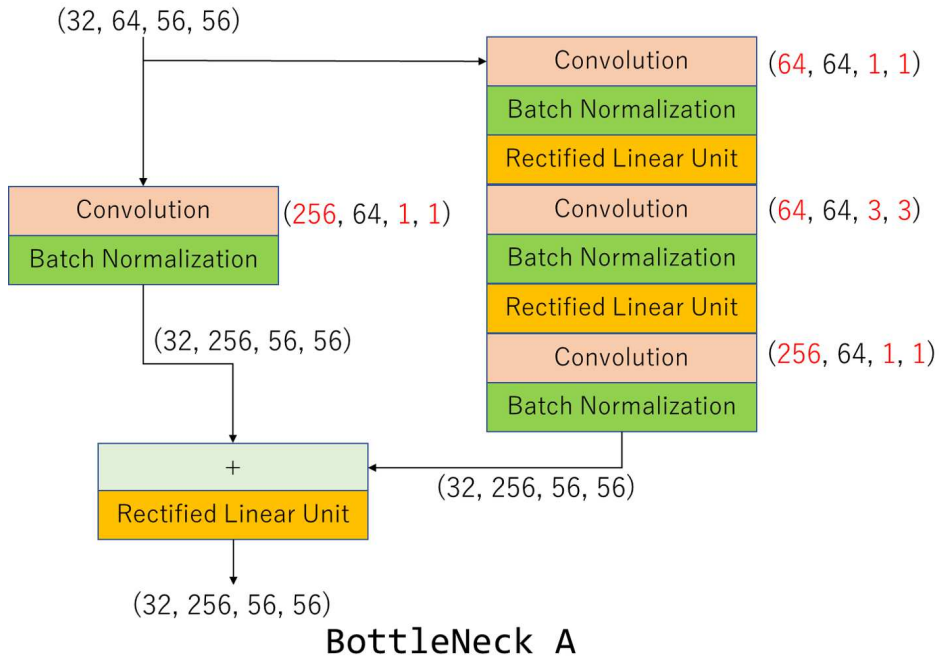 (32, 64, 56, 56)
Convolution (64, 64, 1, 1)
Batch Normalization
Rectified Linear Unit
Convolution (64, 64, 3, 3)
Batch Normalization
Rectified Linear Unit
Convolution (256, 64, 1, 1)
Batch Normalization
Convolution (256, 64, 1, 1)
Batch Normalization
(32, 256, 56, 56)
(32, 256, 56, 56)
+
Rectified Linear Unit
(32, 256, 56, 56)
BottleNeck A